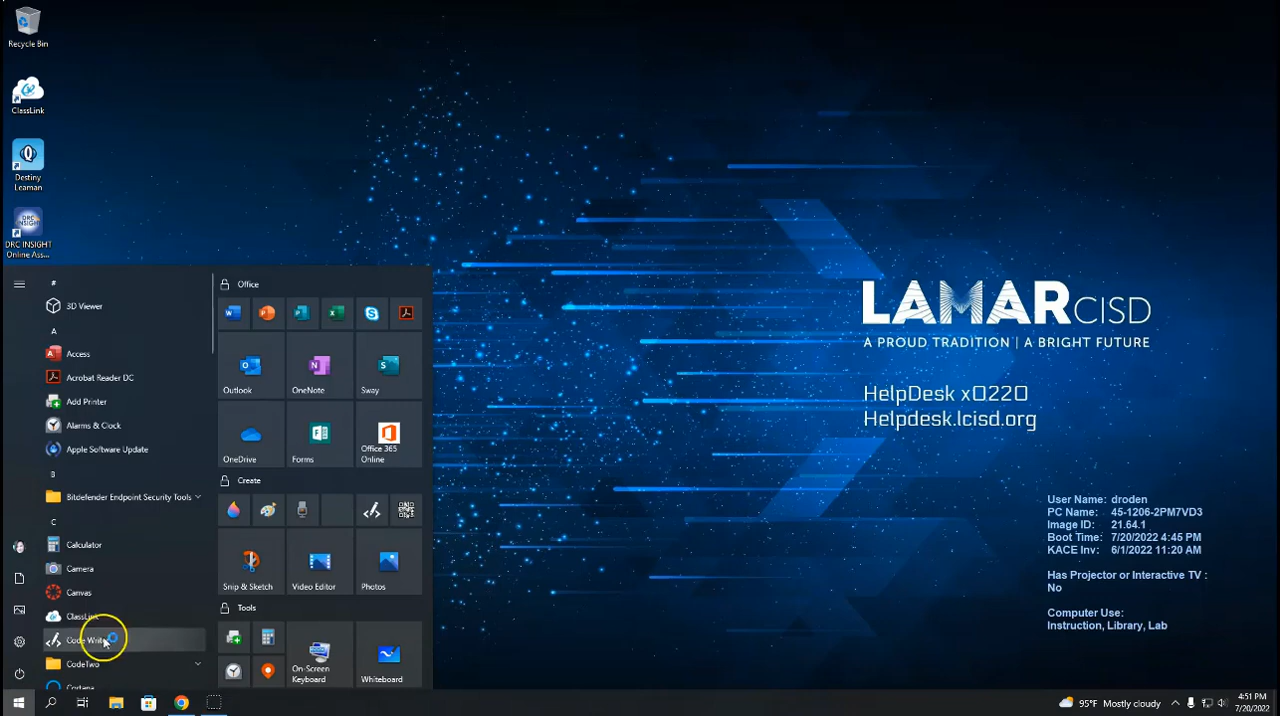 Recycle Bin
ClassLink
Destiny
Leaman
DRC INSIGHT
DRC INSIGHT
Online Ass...
#
3D Viewer
A
Access
Acrobat Reader DC
Add Printer
Alarms & Clock
Apple Software Update
B
Bitdefender Endpoint Security Tools
C
Calculator
Camera
Canvas
ClassLink
Code Writer
CodeTwo
Cortana
Office
Outlook
OneNote
Sway
OneDrive
Forms
Office 365
Online
Create
Snip & Sketch
Video Editor
Photos
Tools
On-Screen
Keyboard
Whiteboard
LAMAR CISD
A PROUD TRADITION | A BRIGHT FUTURE
HelpDesk x0220
Helpdesk.lcisd.org
User Name: droden
PC Name: 45-1206-2PM7VD3
Image ID: 21.64.1
Boot Time: 7/20/2022 4:45 PM
KACE Inv: 6/1/2022 11:20 AM
Has Projector or Interactive TV :
No
Computer Use:
Instruction, Library, Lab
95°F Mostly cloudy
4:51 PM
7/20/2022